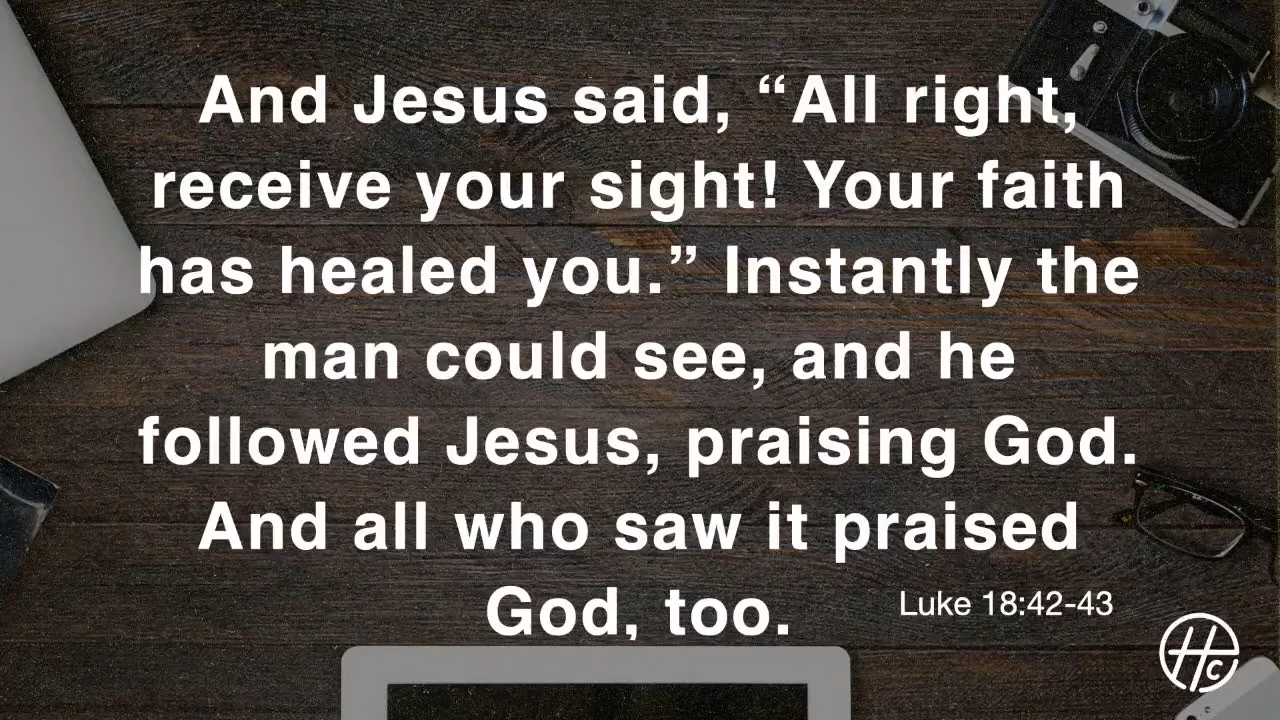 And Jesus said, “All right,
receive your sight! Your faith
has healed you.” Instantly the
man could see, and he
followed Jesus, praising God.
And all who saw it praised
God, too.
Luke 18:42-43
Hc